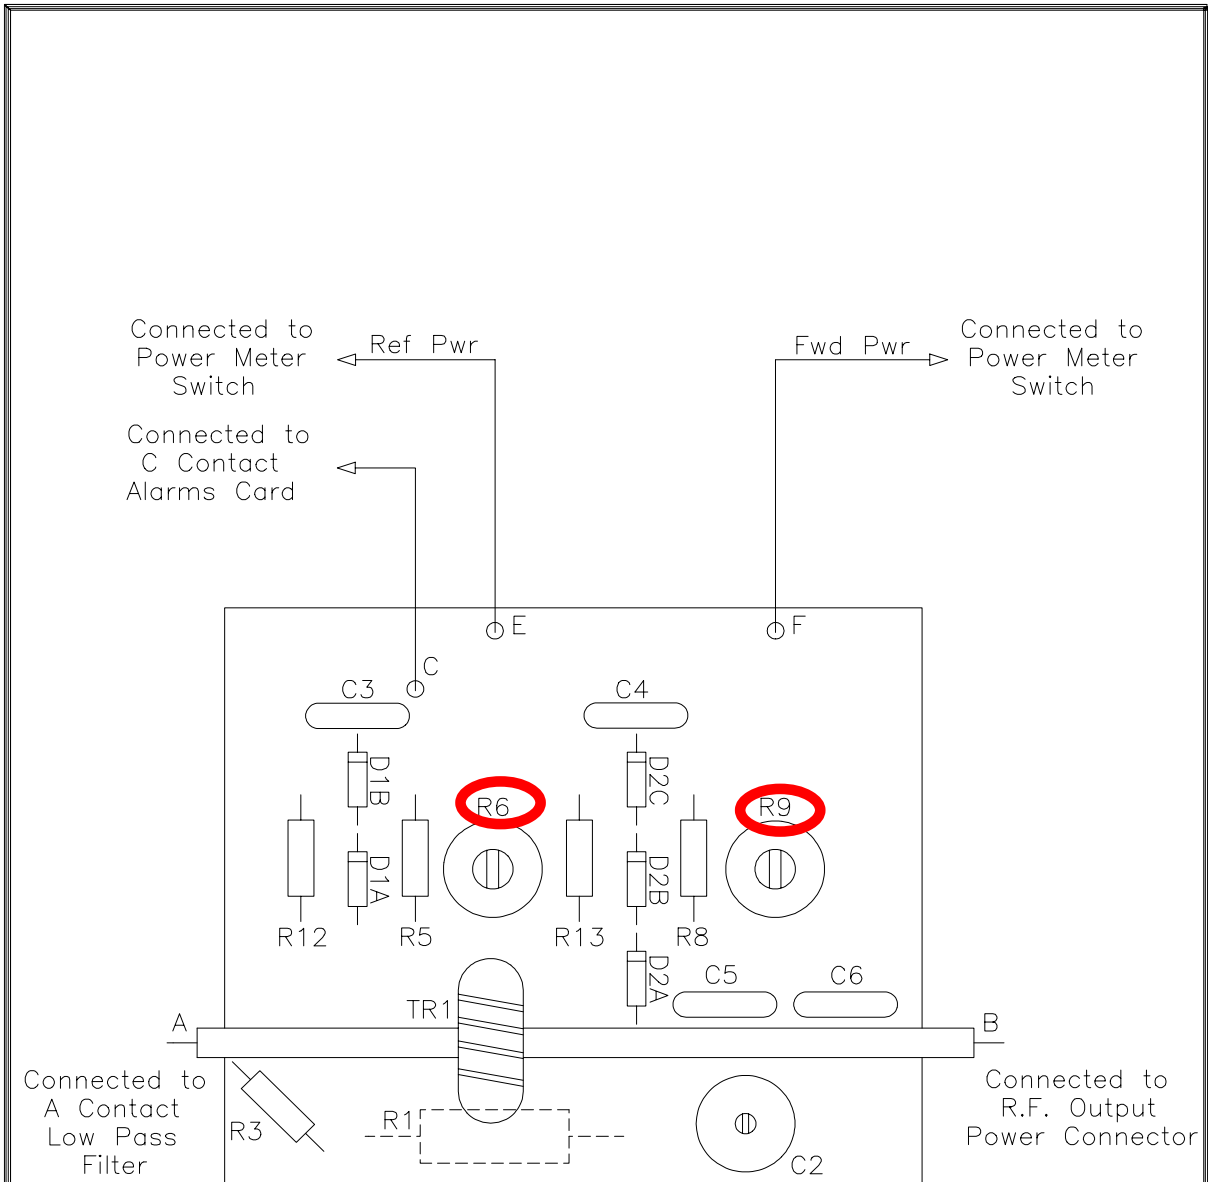 Connected to
Power Meter
Switch
Ref Pwr
Fwd Pwr
Connected to
Power Meter
Switch
Connected to
C Contact
Alarms Card
E
F
C
C3
C4
D1B
D2C
R6
R9
D1A
D2B
R12
R5
R13
R8
D2A
C5
C6
TR1
A
B
Connected to
A Contact
Low Pass
Filter
R3
R1
C2
Connected to
R.F. Output
Power Connector